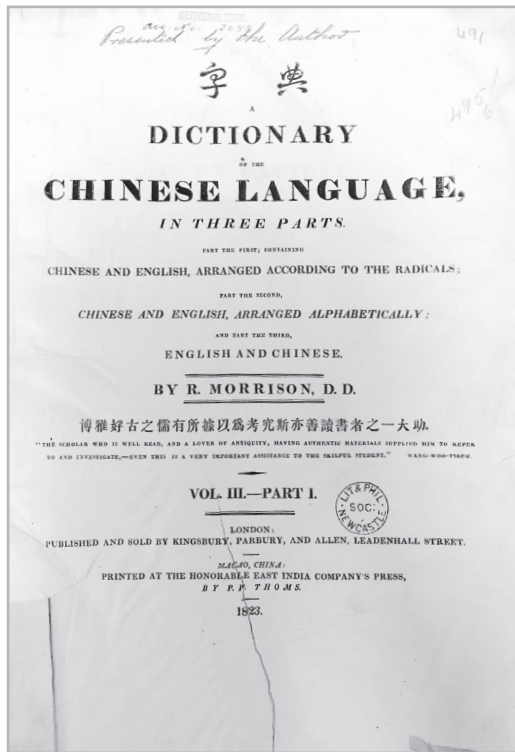 Presented by the Author
491
字典
A
DICTIONARY
OF THE
CHINESE LANGUAGE,
IN THREE PARTS.
PART THE FIRST; CONTAINING
CHINESE AND ENGLISH, ARRANGED ACCORDING TO THE RADICALS;
PART THE SECOND,
CHINESE AND ENGLISH, ARRANGED ALPHABETICALLY:
AND PART THE THIRD,
ENGLISH AND CHINESE.
BY R. MORRISON, D. D.
博雅好古之儒有所據以爲考究斯亦善讀書者之一大助.
"THE SCHOLAR WHO IS WELL READ, AND A LOVER OF ANTIQUITY, HAVING AUTHENTIC MATERIALS SUPPLIED HIM TO REFER
TO AND INVESTIGATE,—EVEN THIS IS A VERY IMPORTANT ASSISTANCE TO THE SKILFUL STUDENT." WANG-WOO-TSAOU.
VOL. III.—PART I.
LIT & PHIL
SOC:
NEWCASTLE
LONDON:
PUBLISHED AND SOLD BY KINGSBURY, PARBURY, AND ALLEN, LEADENHALL STREET.
MACAO, CHINA:
PRINTED AT THE HONORABLE EAST INDIA COMPANY'S PRESS,
BY P. P. THOMS.
1823.